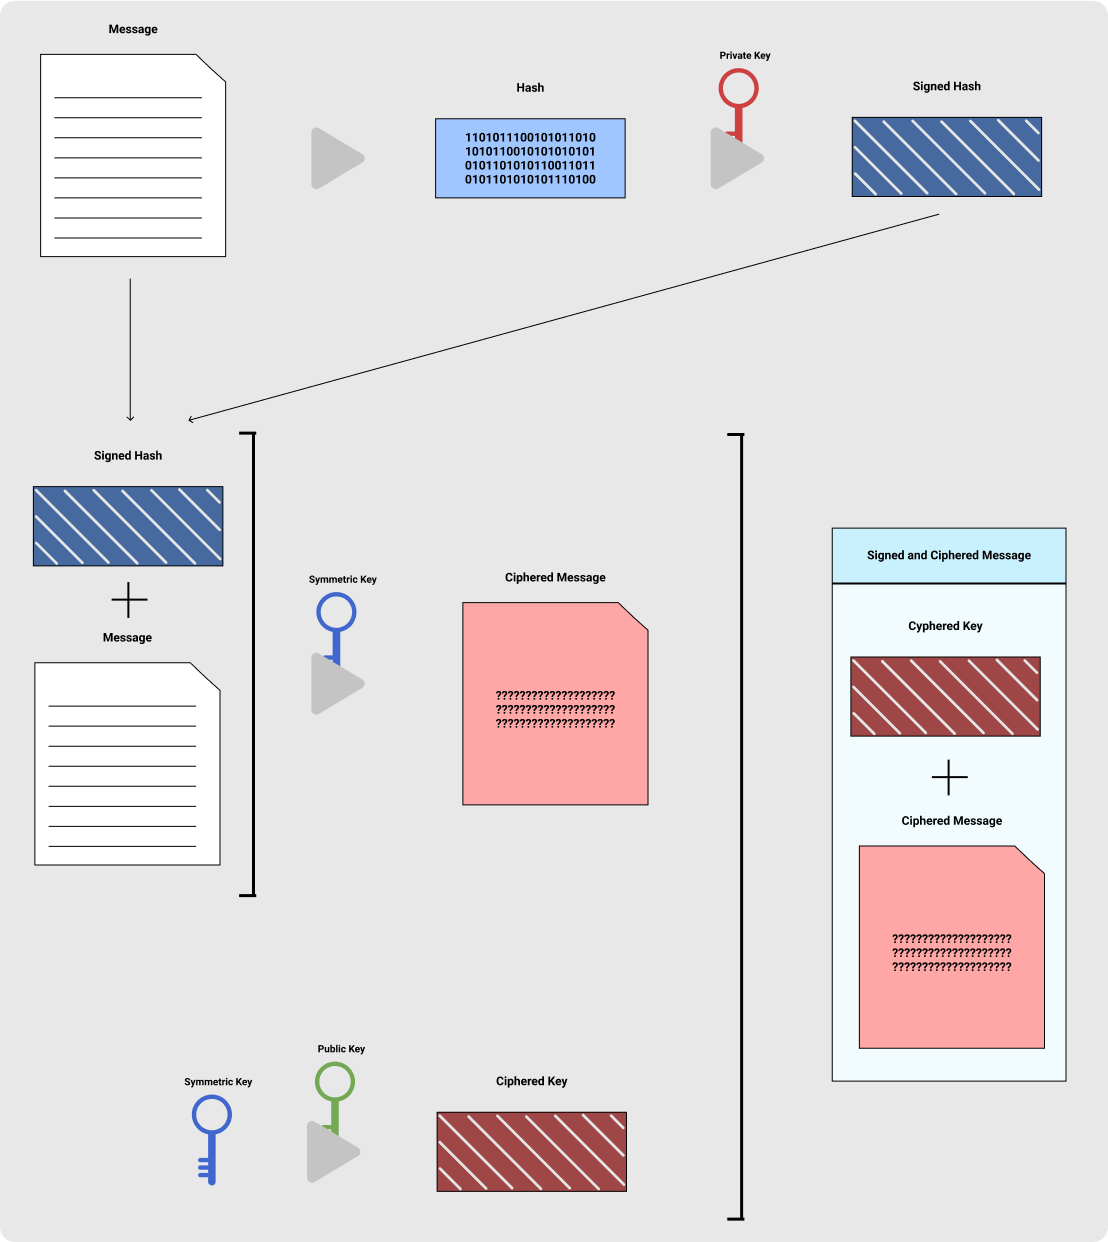 Message
Private Key
Hash
Signed Hash
1101011100101011010
1010110010101010101
0101101010110011011
0101101010101110100
Signed Hash
Message
Symmetric Key
Ciphered Message
????????????????????
????????????????????
????????????????????
Signed and Ciphered Message
Cyphered Key
Ciphered Message
????????????????????
????????????????????
????????????????????
Public Key
Symmetric Key
Ciphered Key